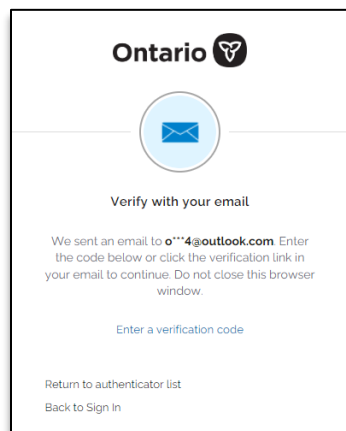 Ontario
Verify with your email
We sent an email to o***4@outlook.com. Enter
the code below or click the verification link in
your email to continue. Do not close this browser
window.
Enter a verification code
Return to authenticator list
Back to Sign In